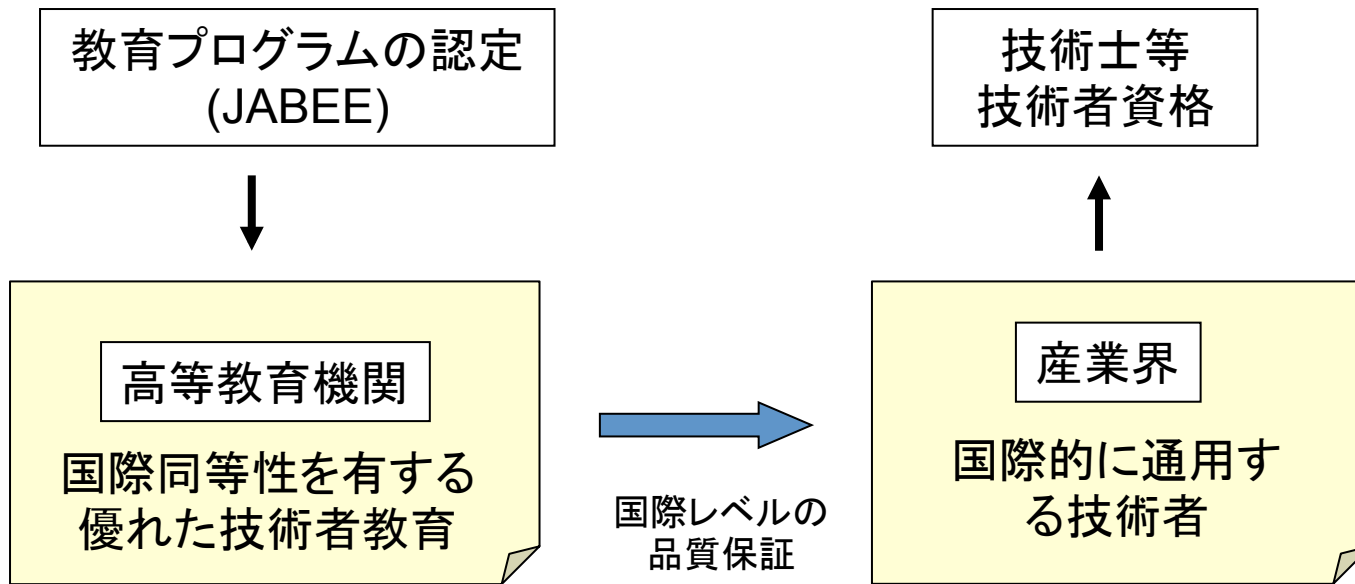 教育プログラムの認定
(JABEE)
技術士等
技術者資格
高等教育機関
国際同等性を有する
優れた技術者教育
国際レベルの
品質保証
産業界
国際的に通用す
る技術者